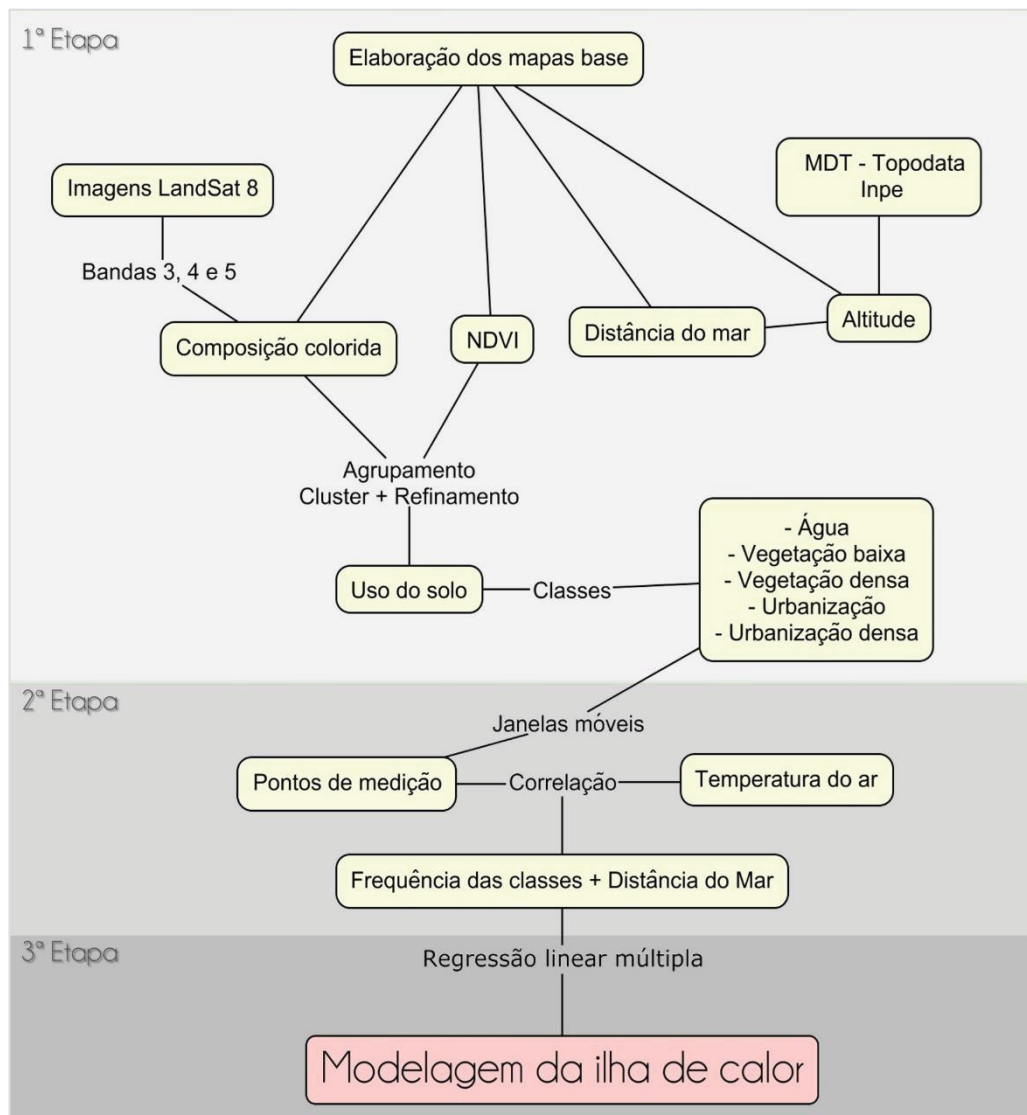 1ª Etapa
Elaboração dos mapas base
MDT - Topodata
Inpe
Imagens LandSat 8
Bandas 3, 4 e 5
Composição colorida
NDVI
Distância do mar
Altitude
Agrupamento
Cluster + Refinamento
Uso do solo
Classes
- Água
- Vegetação baixa
- Vegetação densa
- Urbanização
- Urbanização densa
2ª Etapa
Janelas móveis
Pontos de medição
Correlação
Temperatura do ar
Frequência das classes + Distância do Mar
3ª Etapa
Regressão linear múltipla
Modelagem da ilha de calor